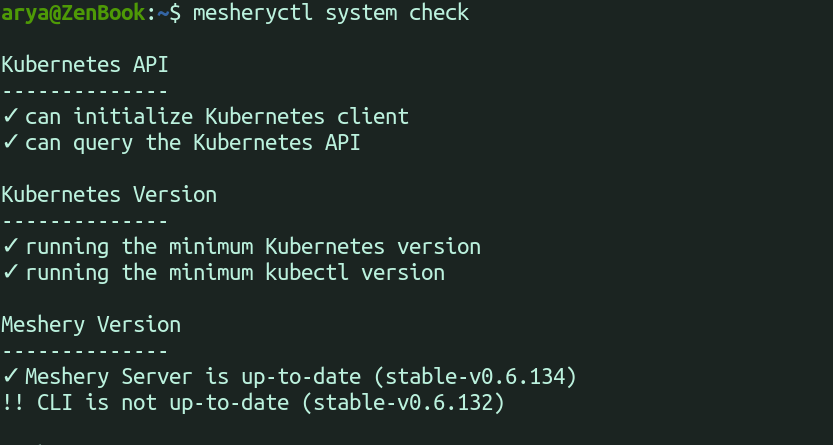 arya@ZenBook:~$ mesheryctl system check
Kubernetes API
--------------
✓ can initialize Kubernetes client
✓ can query the Kubernetes API
Kubernetes Version
--------------
✓ running the minimum Kubernetes version
✓ running the minimum kubectl version
Meshery Version
--------------
✓ Meshery Server is up-to-date (stable-v0.6.134)
!! CLI is not up-to-date (stable-v0.6.132)